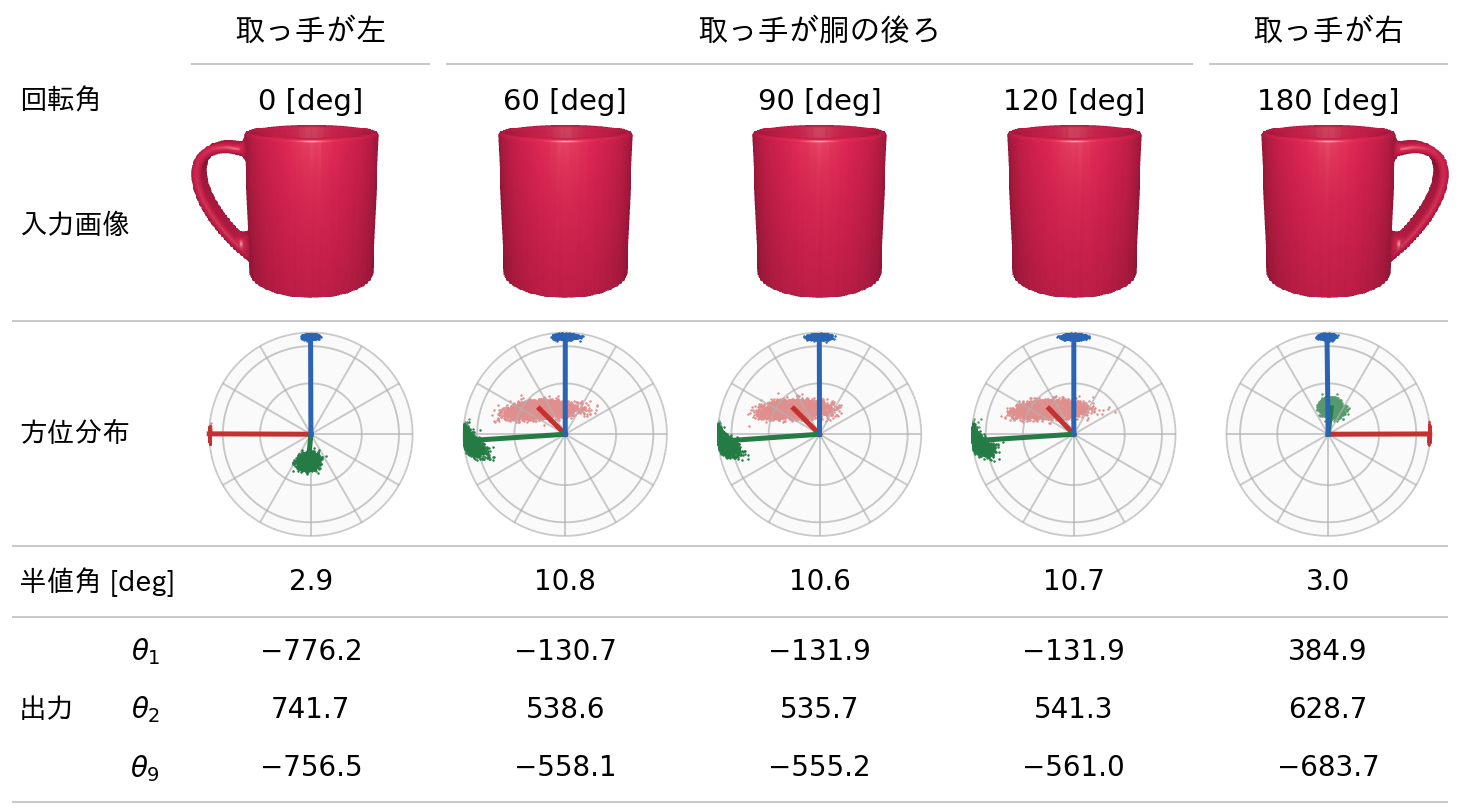 取っ手が左 取っ手が胴の後ろ 取っ手が右
回転角 0 [deg] 60 [deg] 90 [deg] 120 [deg] 180 [deg]
入力画像
方位分布
半値角 [deg] 2.9 10.8 10.6 10.7 3.0
θ₁ −776.2 −130.7 −131.9 −131.9 384.9
出力 θ₂ 741.7 538.6 535.7 541.3 628.7
θ₉ −756.5 −558.1 −555.2 −561.0 −683.7